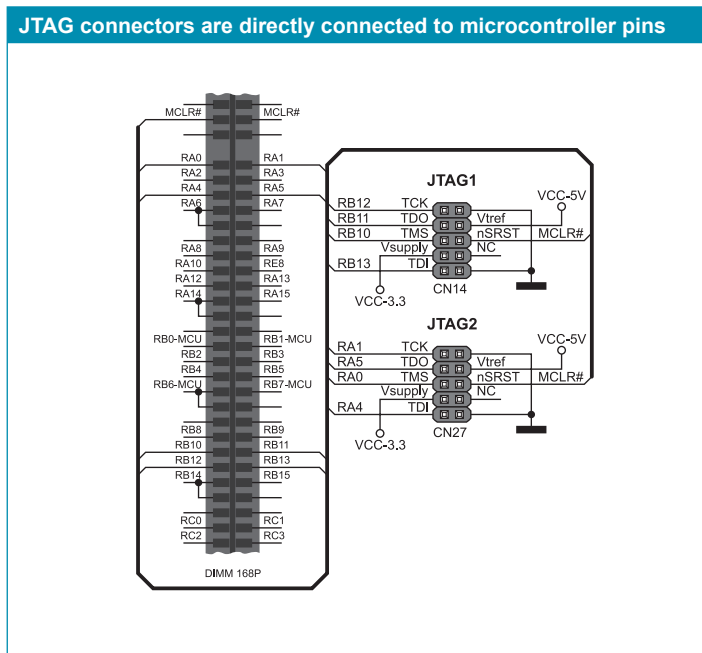 JTAG connectors are directly connected to microcontroller pins
MCLR# MCLR#
RA0 RA1
RA2 RA3
RA4 RA5
RA6 RA7
RA8 RA9
RA10 RE8
RA12 RA13
RA14 RA15
RB0-MCU RB1-MCU
RB2 RB3
RB4 RB5
RB6-MCU RB7-MCU
RB8 RB9
RB10 RB11
RB12 RB13
RB14 RB15
RC0 RC1
RC2 RC3
DIMM 168P
JTAG1
VCC-5V
RB12 TCK
RB11 TDO Vtref
RB10 TMS nSRST MCLR#
Vsupply NC
RB13 TDI
VCC-3.3
CN14
JTAG2
VCC-5V
RA1 TCK
RA5 TDO Vtref
RA0 TMS nSRST MCLR#
Vsupply NC
RA4 TDI
VCC-3.3
CN27